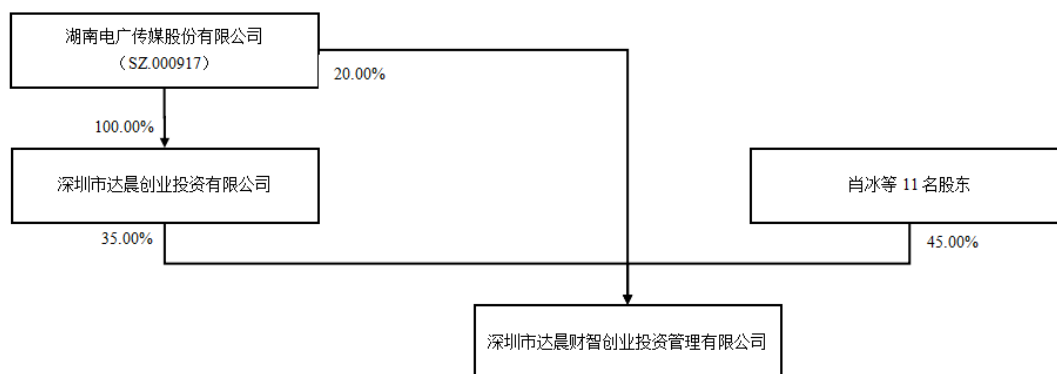 湖南电广传媒股份有限公司
（SZ.000917）
20.00%
100.00%
深圳市达晨创业投资有限公司
肖冰等 11 名股东
35.00%
45.00%
深圳市达晨财智创业投资管理有限公司